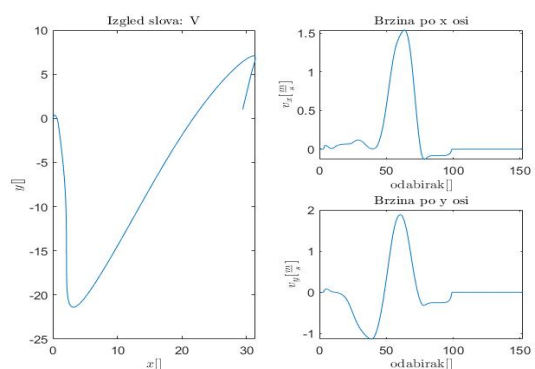 Izgled slova: V
10
5
0
-5
-10
-15
-20
-25
y[]
0 10 20 30
x[]
Brzina po x osi
1.5
1
0.5
0
v_x[m/s]
0 50 100 150
odabirak[]
Brzina po y osi
2
1
0
-1
v_y[m/s]
0 50 100 150
odabirak[]